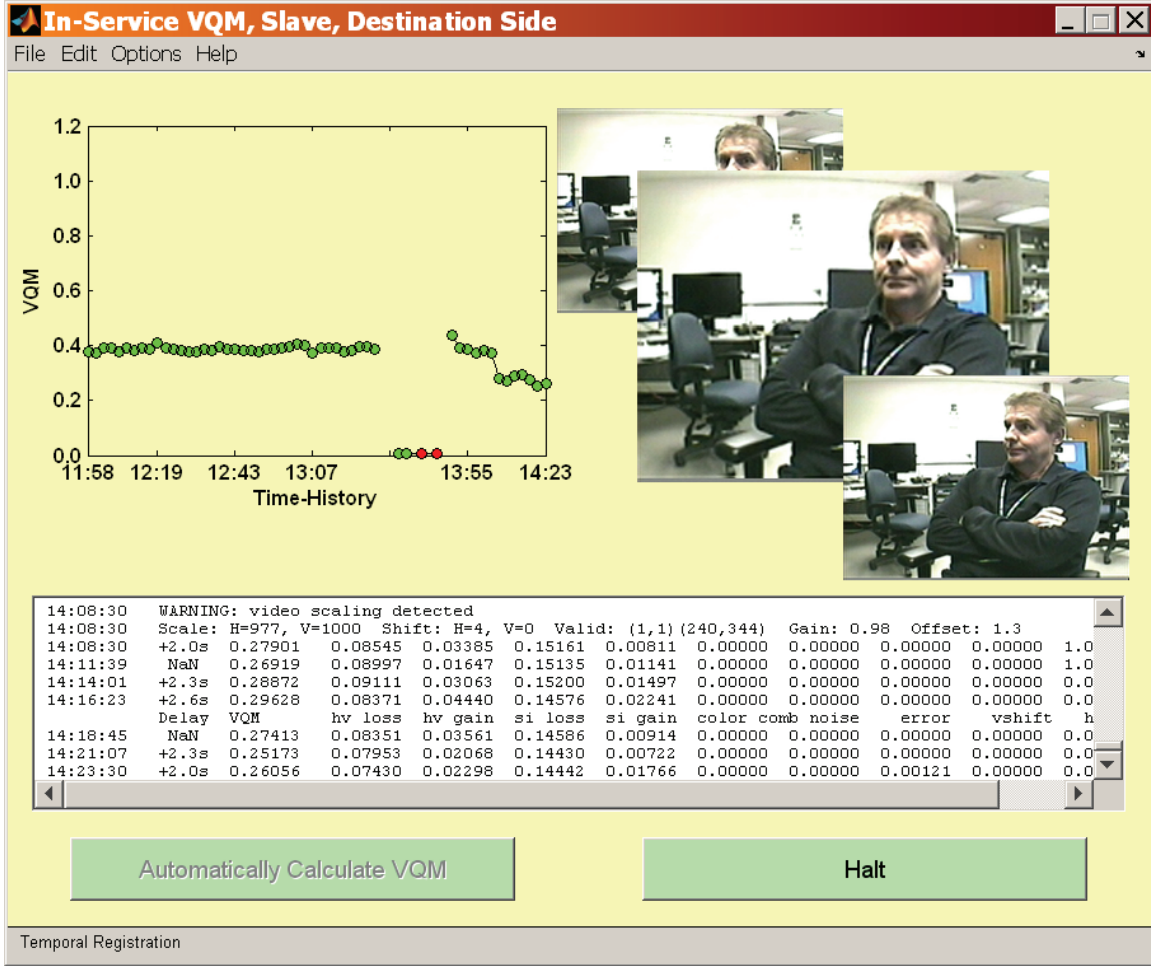 In-Service VQM, Slave, Destination Side
File Edit Options Help
1.2
1.0
0.8
0.6
0.4
0.2
0.0
VQM
11:58 12:19 12:43 13:07 13:55 14:23
Time-History
14:08:30 WARNING: video scaling detected
14:08:30 Scale: H=977, V=1000 Shift: H=4, V=0 Valid: (1,1)(240,344) Gain: 0.98 Offset: 1.3
14:08:30 +2.0s 0.27901 0.08545 0.03385 0.15161 0.00811 0.00000 0.00000 0.00000 0.00000 1.0
14:11:39 NaN 0.26919 0.08997 0.01647 0.15135 0.01141 0.00000 0.00000 0.00000 0.00000 1.0
14:14:01 +2.3s 0.28872 0.09111 0.03063 0.15200 0.01497 0.00000 0.00000 0.00000 0.00000 0.0
14:16:23 +2.6s 0.29628 0.08371 0.04440 0.14576 0.02241 0.00000 0.00000 0.00000 0.00000 0.0
Delay VQM hv loss hv gain si loss si gain color comb noise error vshift h
14:18:45 NaN 0.27413 0.08351 0.03561 0.14586 0.00914 0.00000 0.00000 0.00000 0.00000 0.0
14:21:07 +2.3s 0.25173 0.07953 0.02068 0.14430 0.00722 0.00000 0.00000 0.00000 0.00000 0.0
14:23:30 +2.0s 0.26056 0.07430 0.02298 0.14442 0.01766 0.00000 0.00000 0.00121 0.00000 0.0
Automatically Calculate VQM
Halt
Temporal Registration